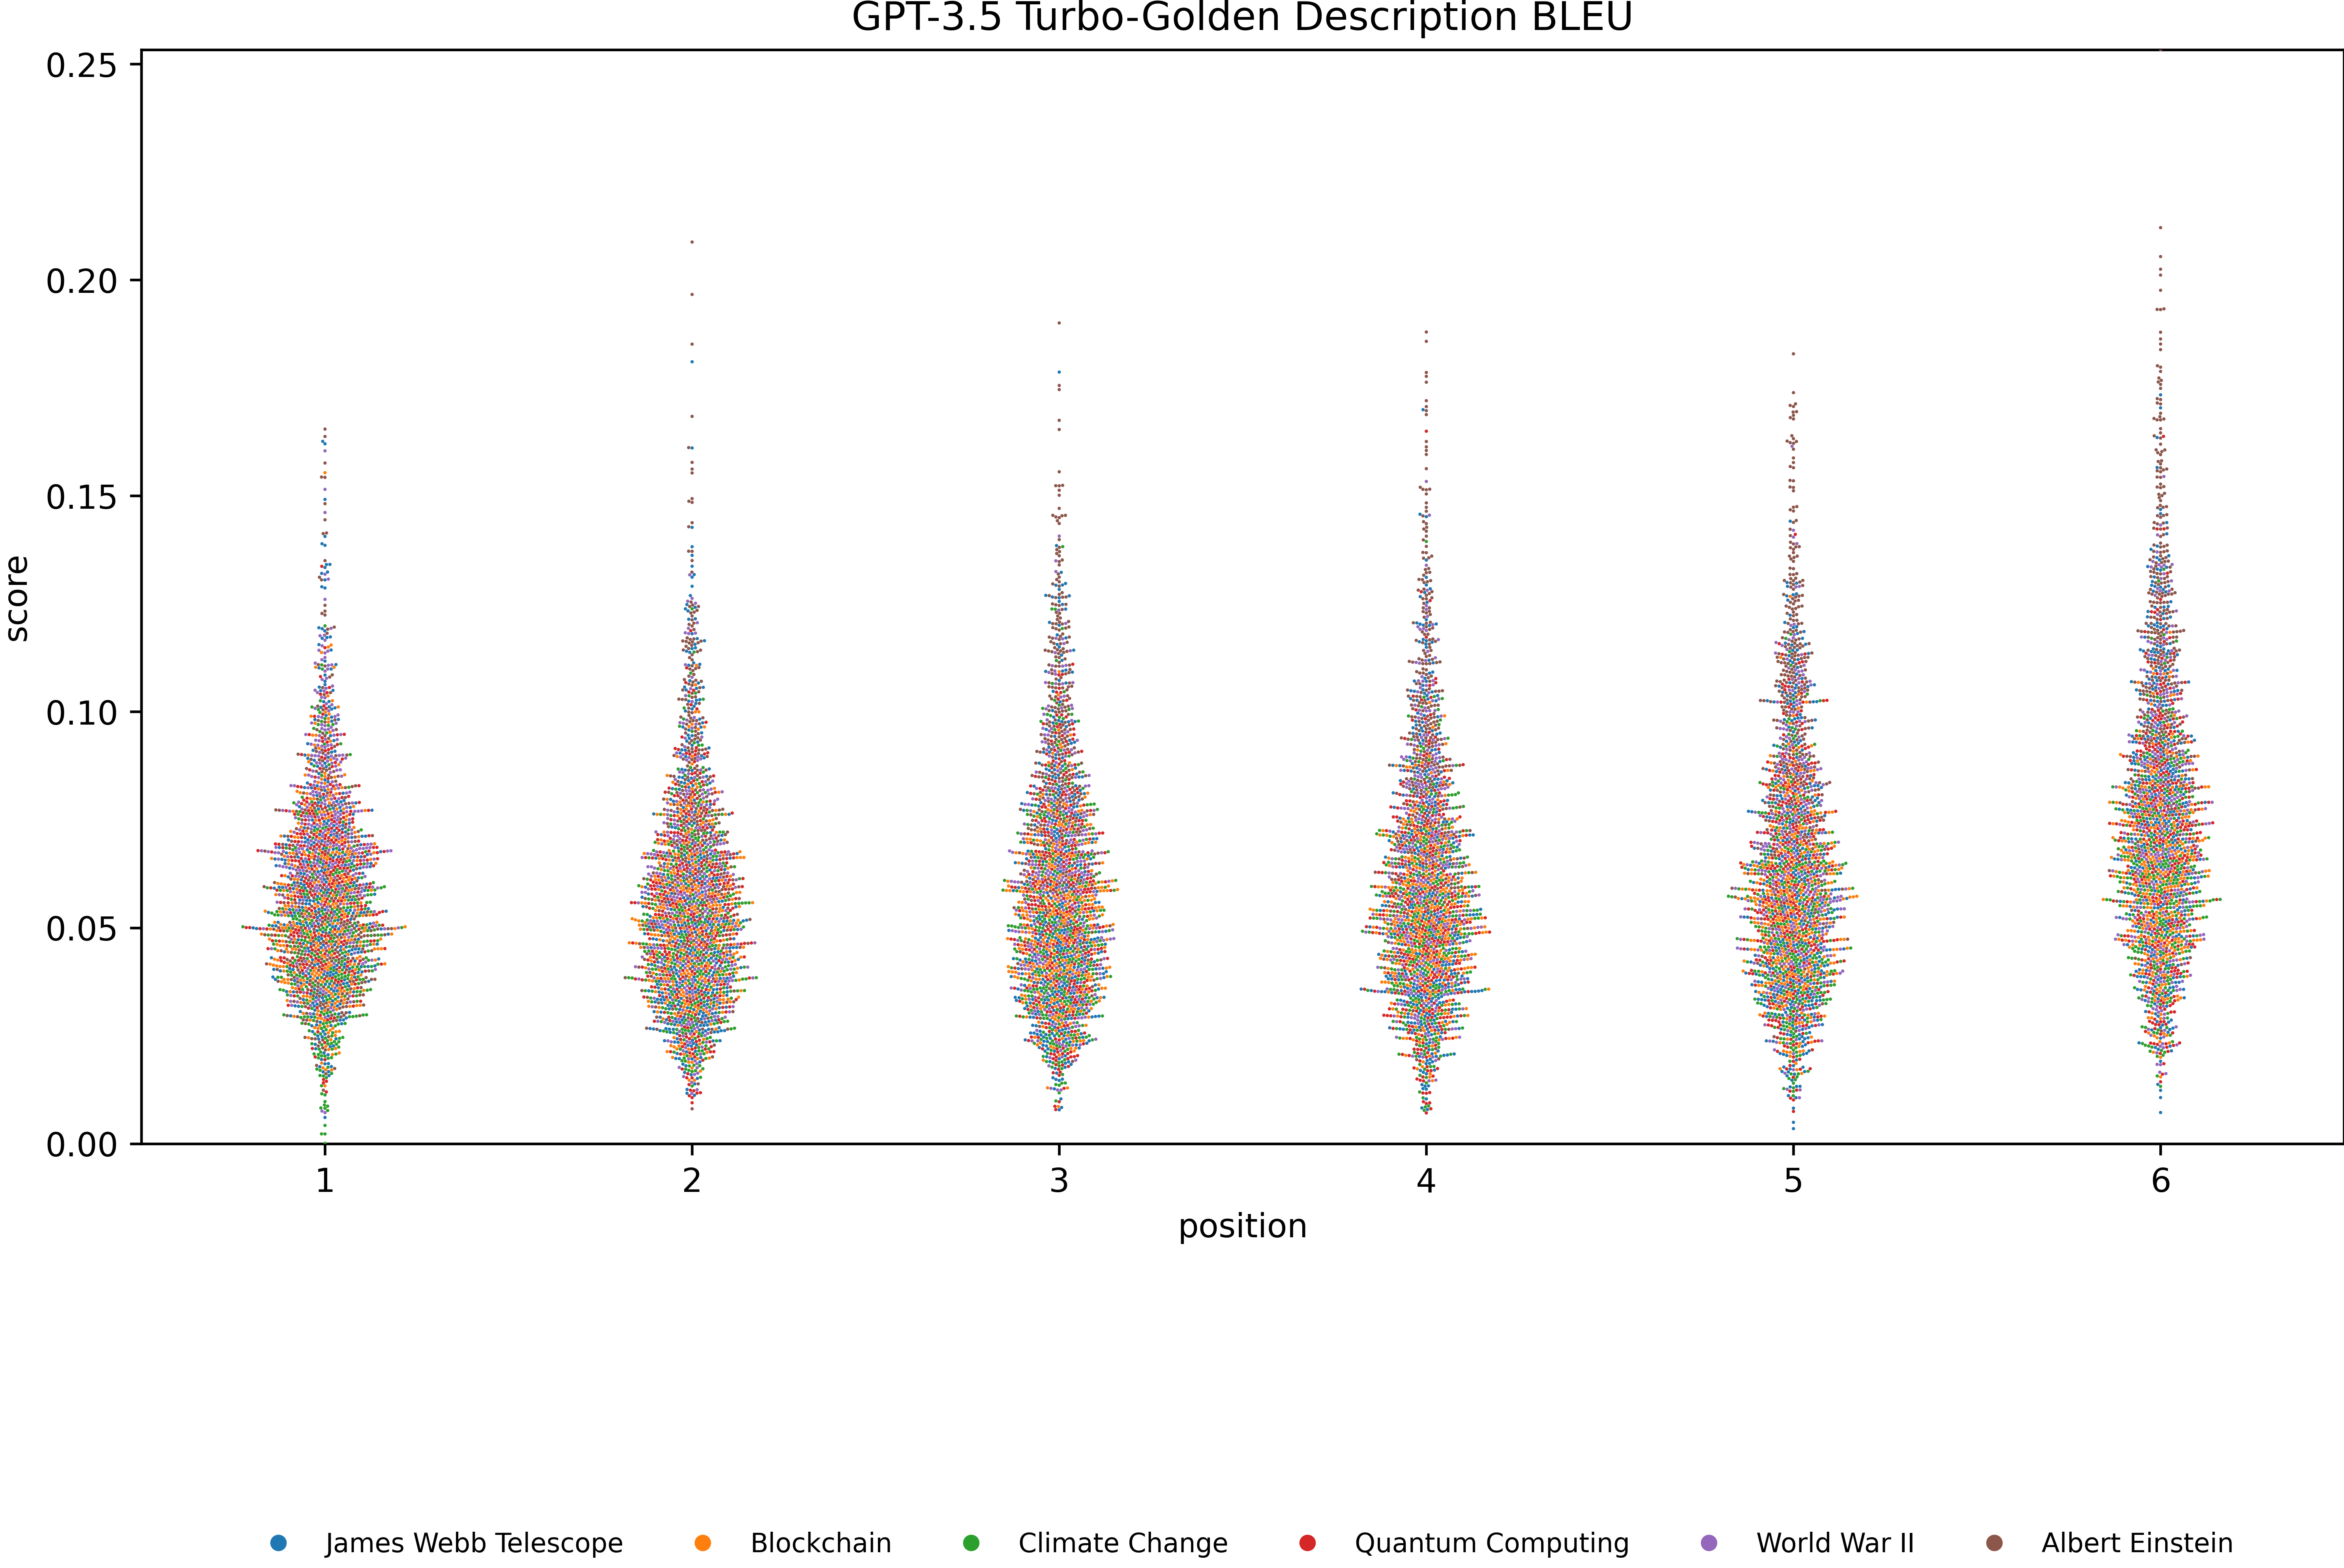 GPT-3.5 Turbo-Golden Description BLEU
0.25
0.20
0.15
0.10
0.05
0.00
score
1 2 3 4 5 6
position
James Webb Telescope Blockchain Climate Change Quantum Computing World War II Albert Einstein